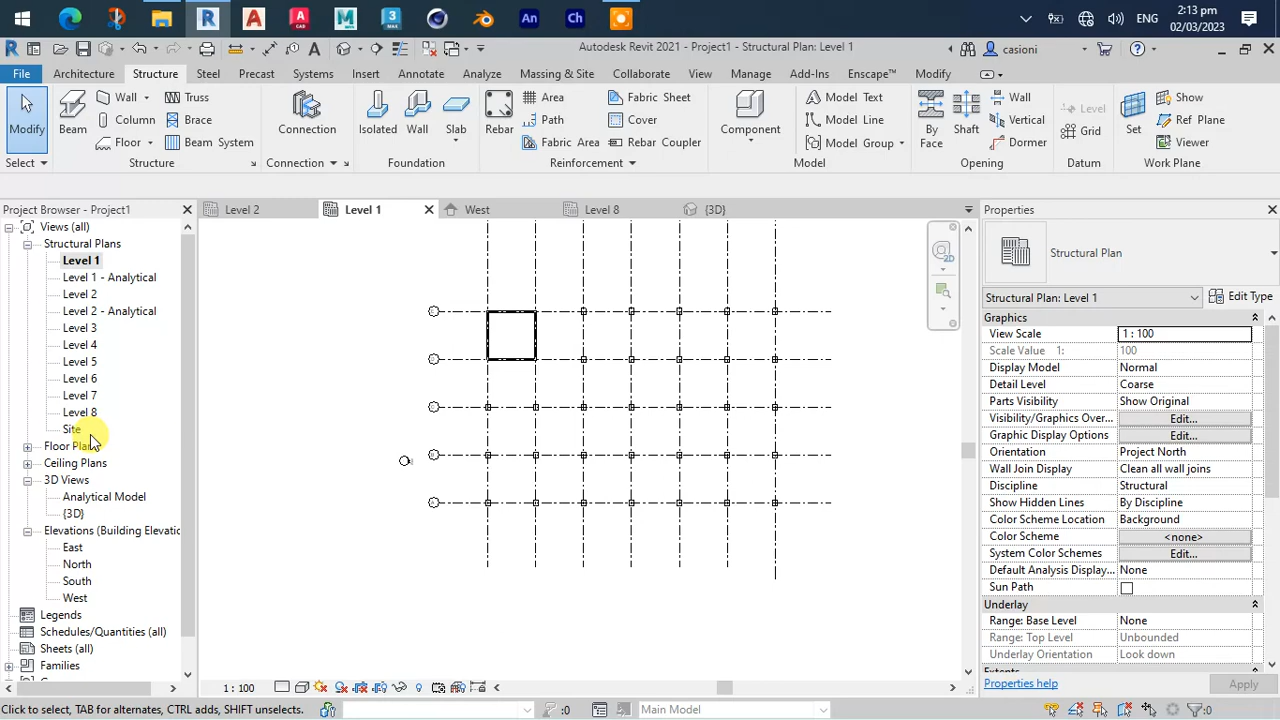 An
Ch
ENG
2:13 PM
02/03/2023
Autodesk Revit 2021 - Project1 - Structural Plan: Level 1
casioni
File
Architecture
Structure
Steel
Precast
Systems
Insert
Annotate
Analyze
Massing & Site
Collaborate
View
Manage
Add-Ins
Enscape™
Modify
Modify
Beam
Wall
Column
Floor
Truss
Brace
Beam System
Connection
Isolated
Wall
Slab
Rebar
Area
Path
Fabric Area
Fabric Sheet
Cover
Rebar Coupler
Component
Model Text
Model Line
Model Group
By Face
Shaft
Wall
Vertical
Dormer
Level
Grid
Set
Show
Ref Plane
Viewer
Select
Structure
Connection
Foundation
Reinforcement
Model
Opening
Datum
Work Plane
Project Browser - Project1
Level 2
Level 1
West
Level 8
{3D}
Properties
Views (all)
Structural Plans
Level 1
Level 1 - Analytical
Level 2
Level 2 - Analytical
Level 3
Level 4
Level 5
Level 6
Level 7
Level 8
Site
Floor Plan
Ceiling Plans
3D Views
Analytical Model
{3D}
Elevations (Building Elevatic
East
North
South
West
Legends
Schedules/Quantities (all)
Sheets (all)
Families
2D
Structural Plan
Structural Plan: Level 1
Edit Type
Graphics
View Scale 1 : 100
Scale Value 1: 100
Display Model Normal
Detail Level Coarse
Parts Visibility Show Original
Visibility/Graphics Over... Edit...
Graphic Display Options Edit...
Orientation Project North
Wall Join Display Clean all wall joins
Discipline Structural
Show Hidden Lines By Discipline
Color Scheme Location Background
Color Scheme <none>
System Color Schemes Edit...
Default Analysis Display... None
Sun Path
Underlay
Range: Base Level None
Range: Top Level Unbounded
Underlay Orientation Look down
Properties help
Apply
1 : 100
Click to select, TAB for alternates, CTRL adds, SHIFT unselects.
:0
Main Model
:0